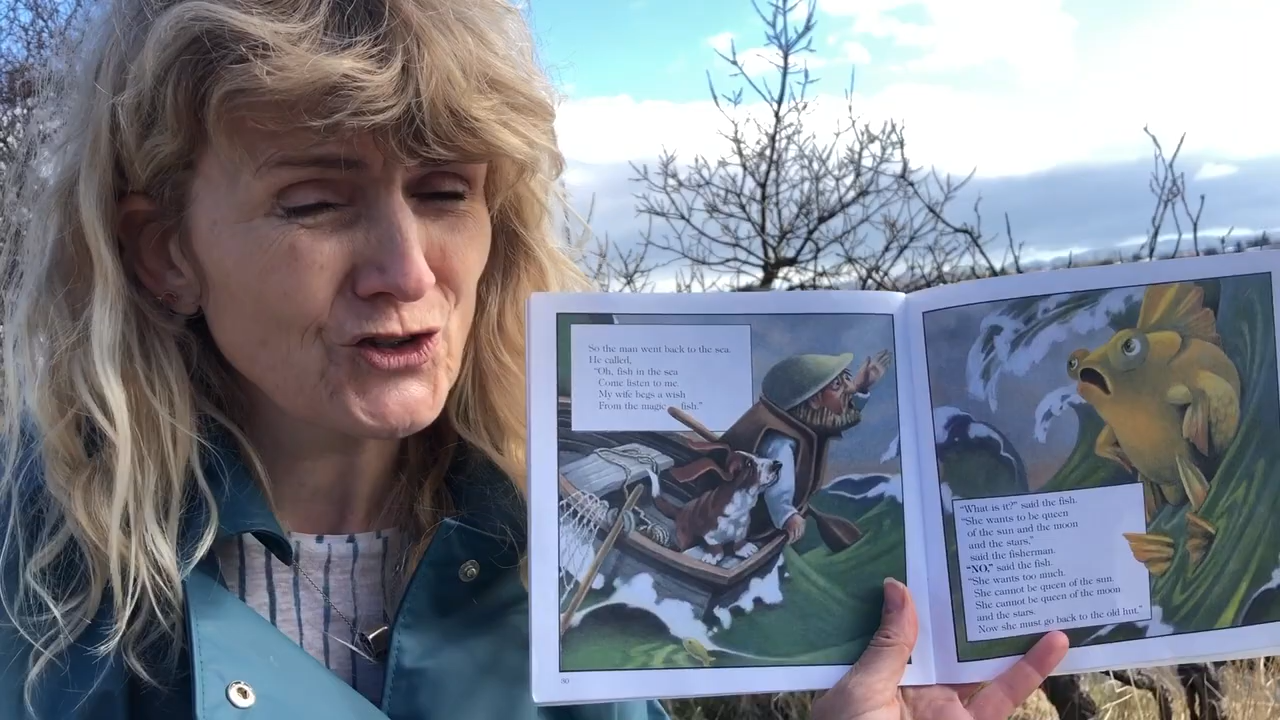 So the man went back to the sea.
He called,
"Oh, fish in the sea
Come listen to me.
My wife begs a wish
From the magic fish."
30
"What is it?" said the fish.
"She wants to be queen
of the sun and the moon
and the stars."
said the fisherman.
"NO," said the fish.
"She wants too much.
She cannot be queen of the sun.
She cannot be queen of the moon
and the stars.
Now she must go back to the old hut."